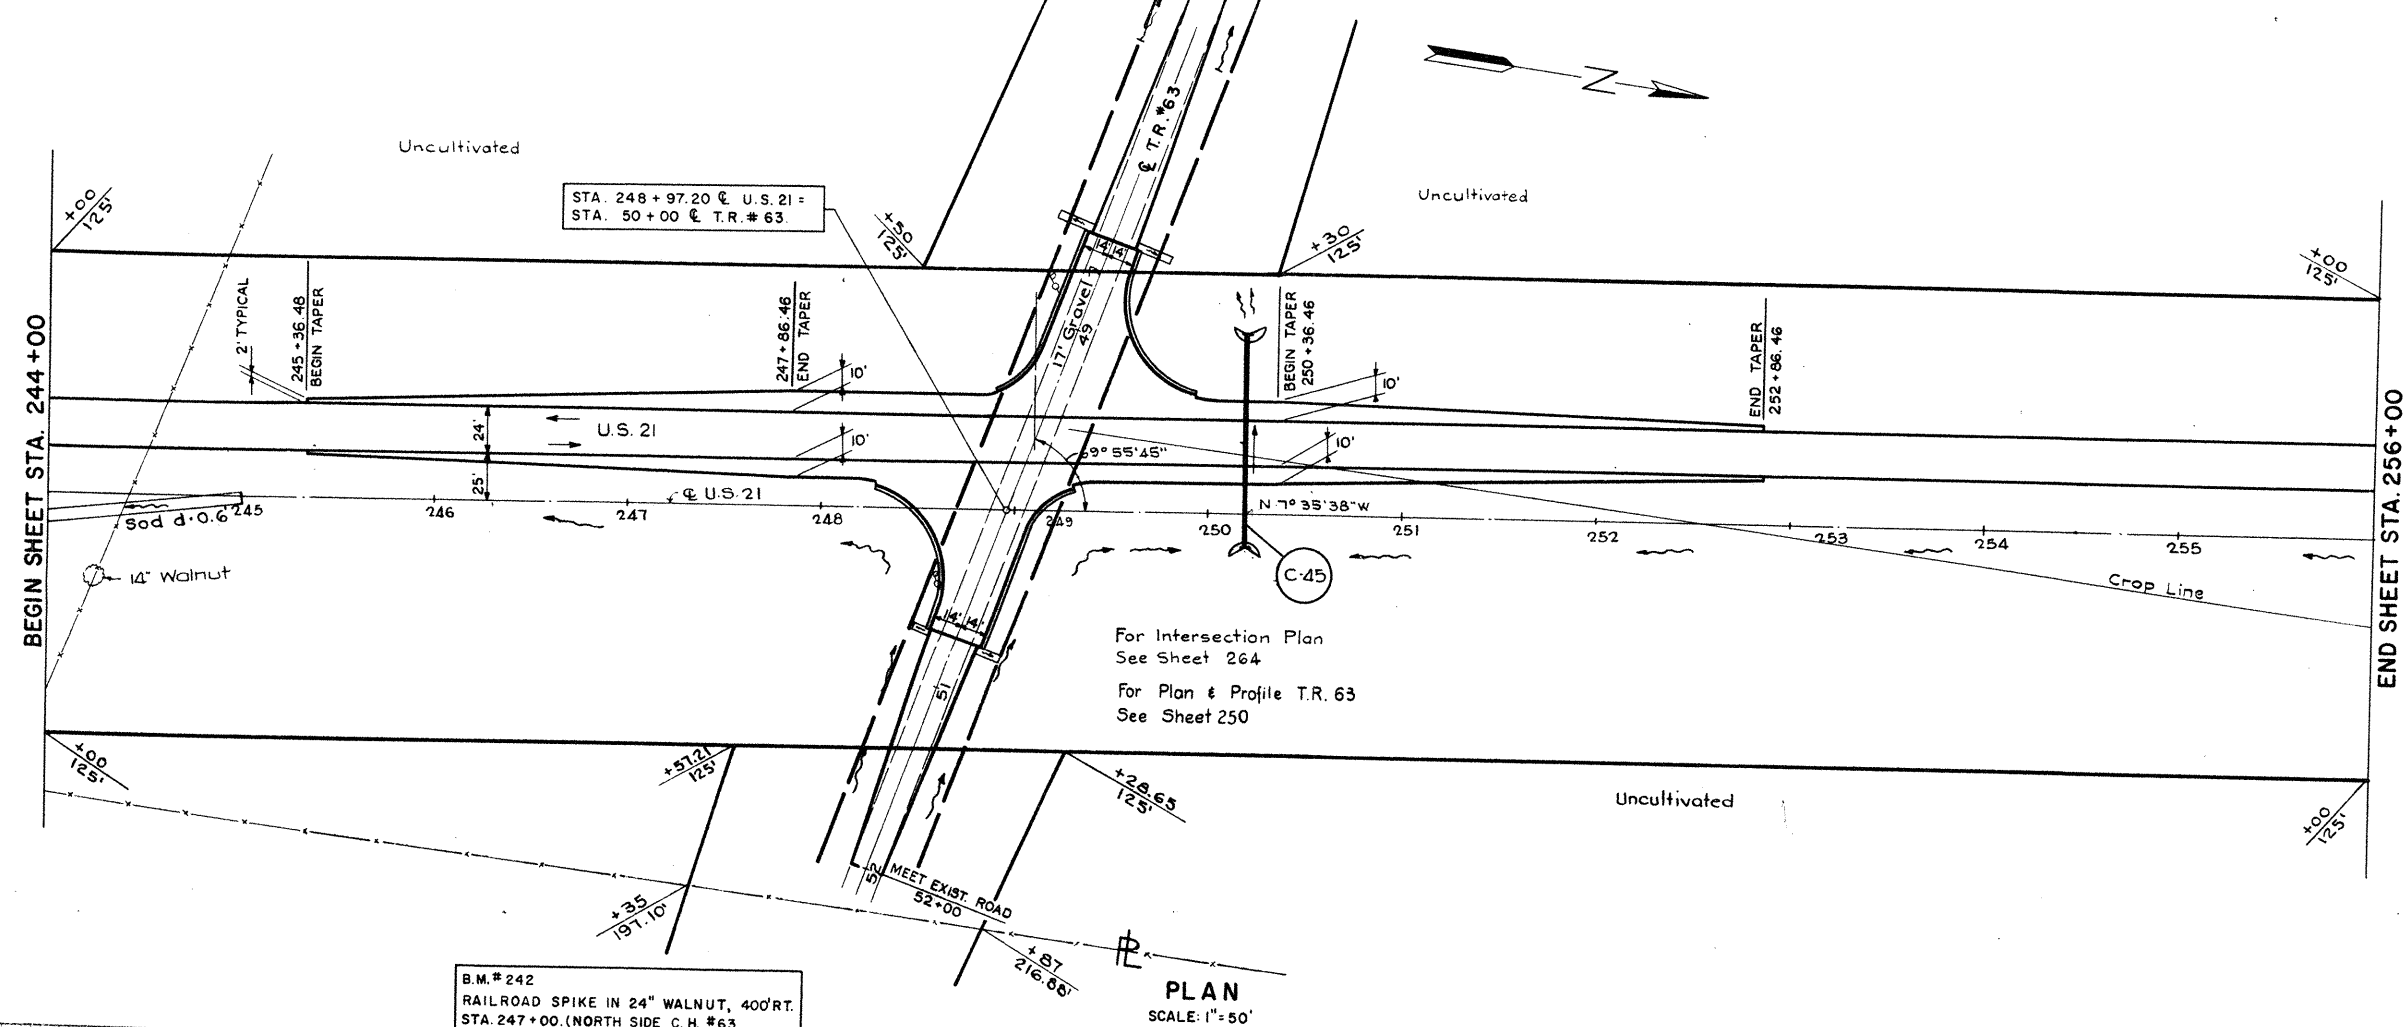 N
℄ T.R. #63
Uncultivated
Uncultivated
+00
125'
STA. 248 + 97.20 ℄ U.S. 21 =
STA. 50 + 00 ℄ T.R. # 63.
+50
125'
+30
125'
+00
125'
14' 14'
2' TYPICAL
245 + 36.48
BEGIN TAPER
247 + 86.46
END TAPER
17' Gravel
49
BEGIN TAPER
250 + 36.46
END TAPER
252 + 86.46
10'
10'
10'
10'
24'
U.S. 21
25'
69° 55'45"
℄ U.S. 21
N 7° 35'38" W
BEGIN SHEET STA. 244+00
END SHEET STA. 256+00
Sod d=0.6'
245
246
247
248
249
250
251
252
253
254
255
14" Walnut
C-45
Crop Line
14' 14'
For Intersection Plan
See Sheet 264
For Plan & Profile T.R. 63
See Sheet 250
51
+00
125'
+57.21
125'
+28.65
125'
Uncultivated
+00
125'
52
MEET EXIST. ROAD
52+00
+35
197.10'
+87
216.88'
PL
B.M. # 242
RAILROAD SPIKE IN 24" WALNUT, 400' RT.
STA. 247 + 00. (NORTH SIDE C.H. #63
PLAN
SCALE: 1" = 50'